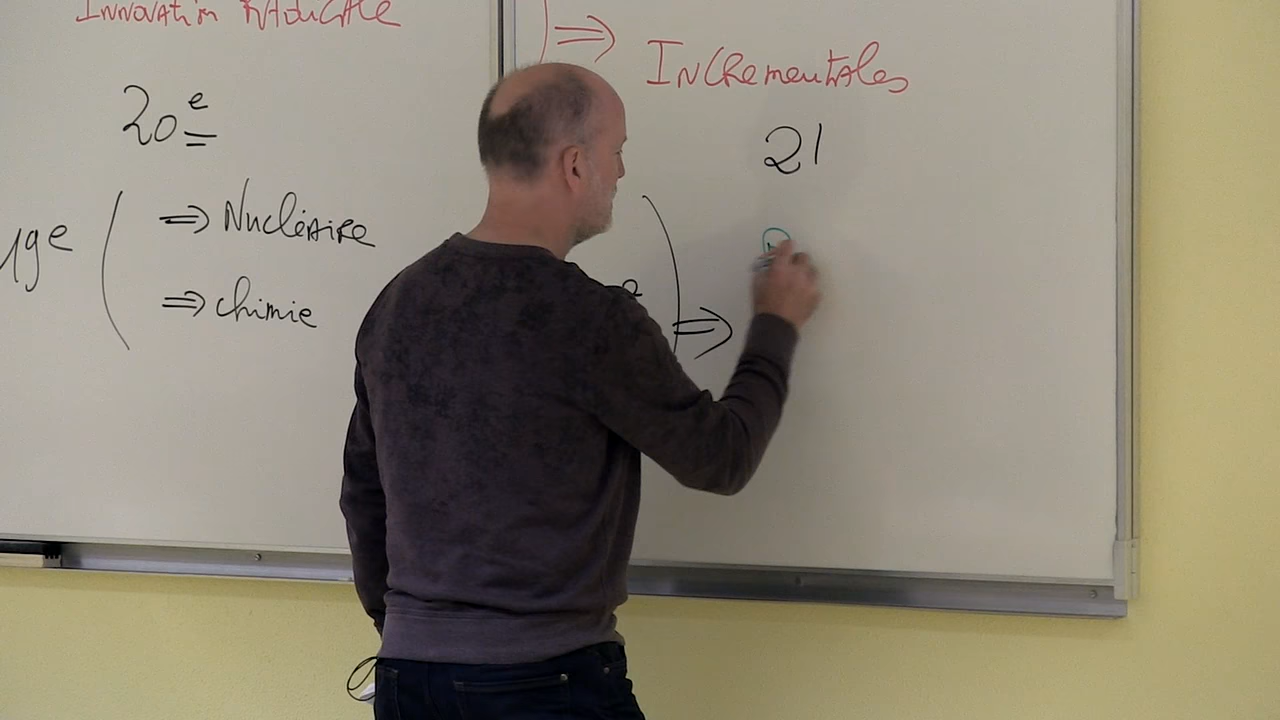 Innovation RADICALE
20e
⇒ Nucléaire
⇒ chimie
⇒ Incrementales
21
⇒